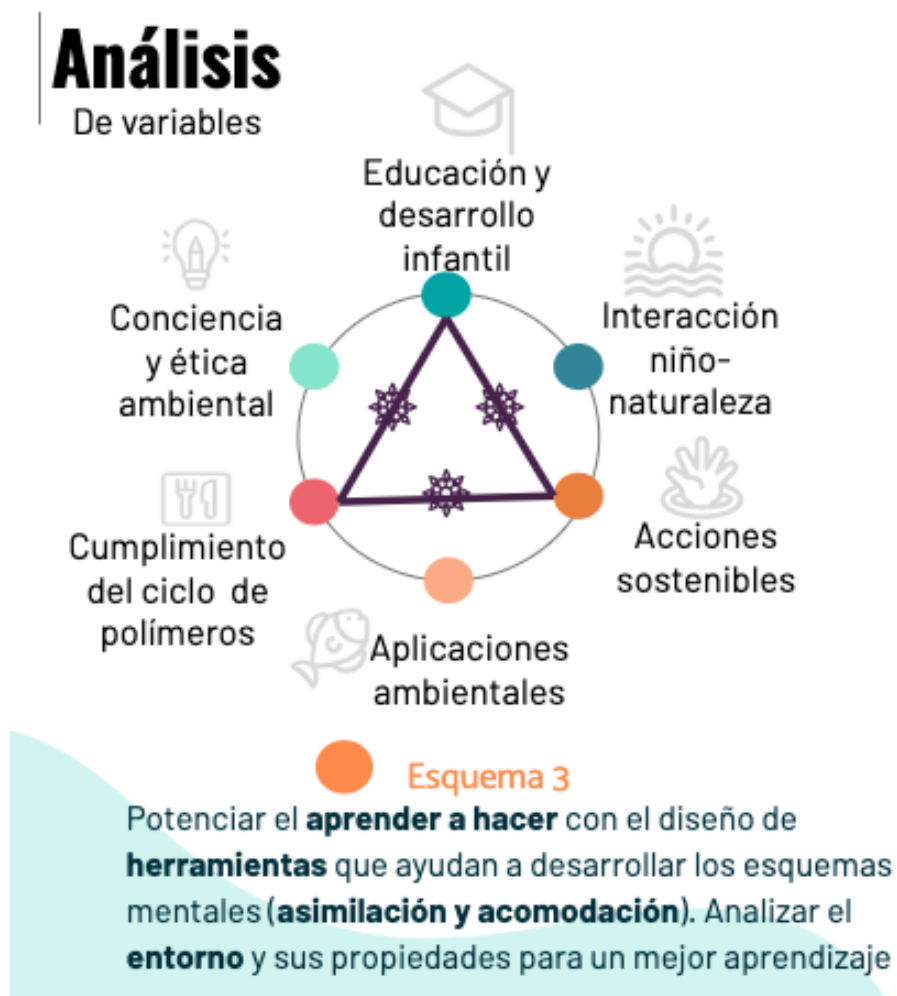 Análisis
De variables
Educación y
desarrollo
infantil
Conciencia
y ética
ambiental
Interacción
niño-
naturaleza
Cumplimiento
del ciclo de
polímeros
Acciones
sostenibles
Aplicaciones
ambientales
Esquema 3
Potenciar el aprender a hacer con el diseño de
herramientas que ayudan a desarrollar los esquemas
mentales (asimilación y acomodación). Analizar el
entorno y sus propiedades para un mejor aprendizaje